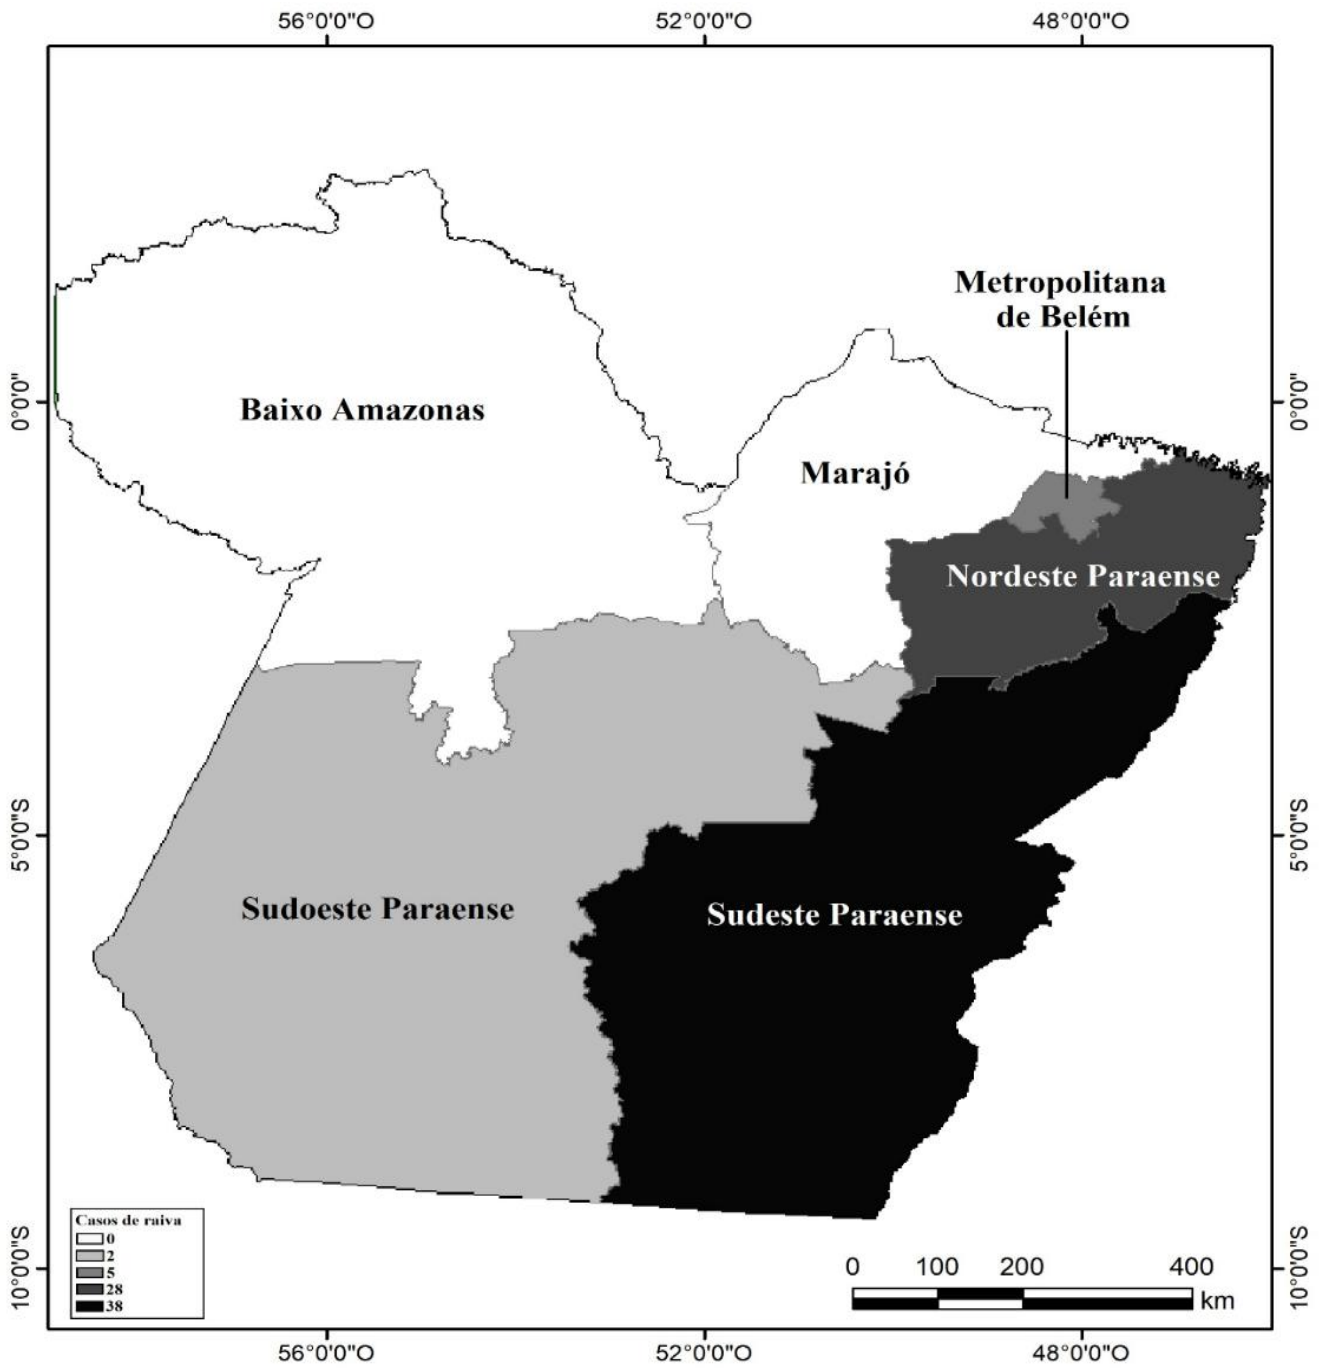 56°0'0"O
52°0'0"O
48°0'0"O
Metropolitana
de Belém
0°0'0"
Baixo Amazonas
0°0'0"
Marajó
Nordeste Paraense
5°0'0"S
5°0'0"S
Sudoeste Paraense
Sudeste Paraense
Casos de raiva
0
2
5
28
38
10°0'0"S
10°0'0"S
0
100
200
400
km
56°0'0"O
52°0'0"O
48°0'0"O